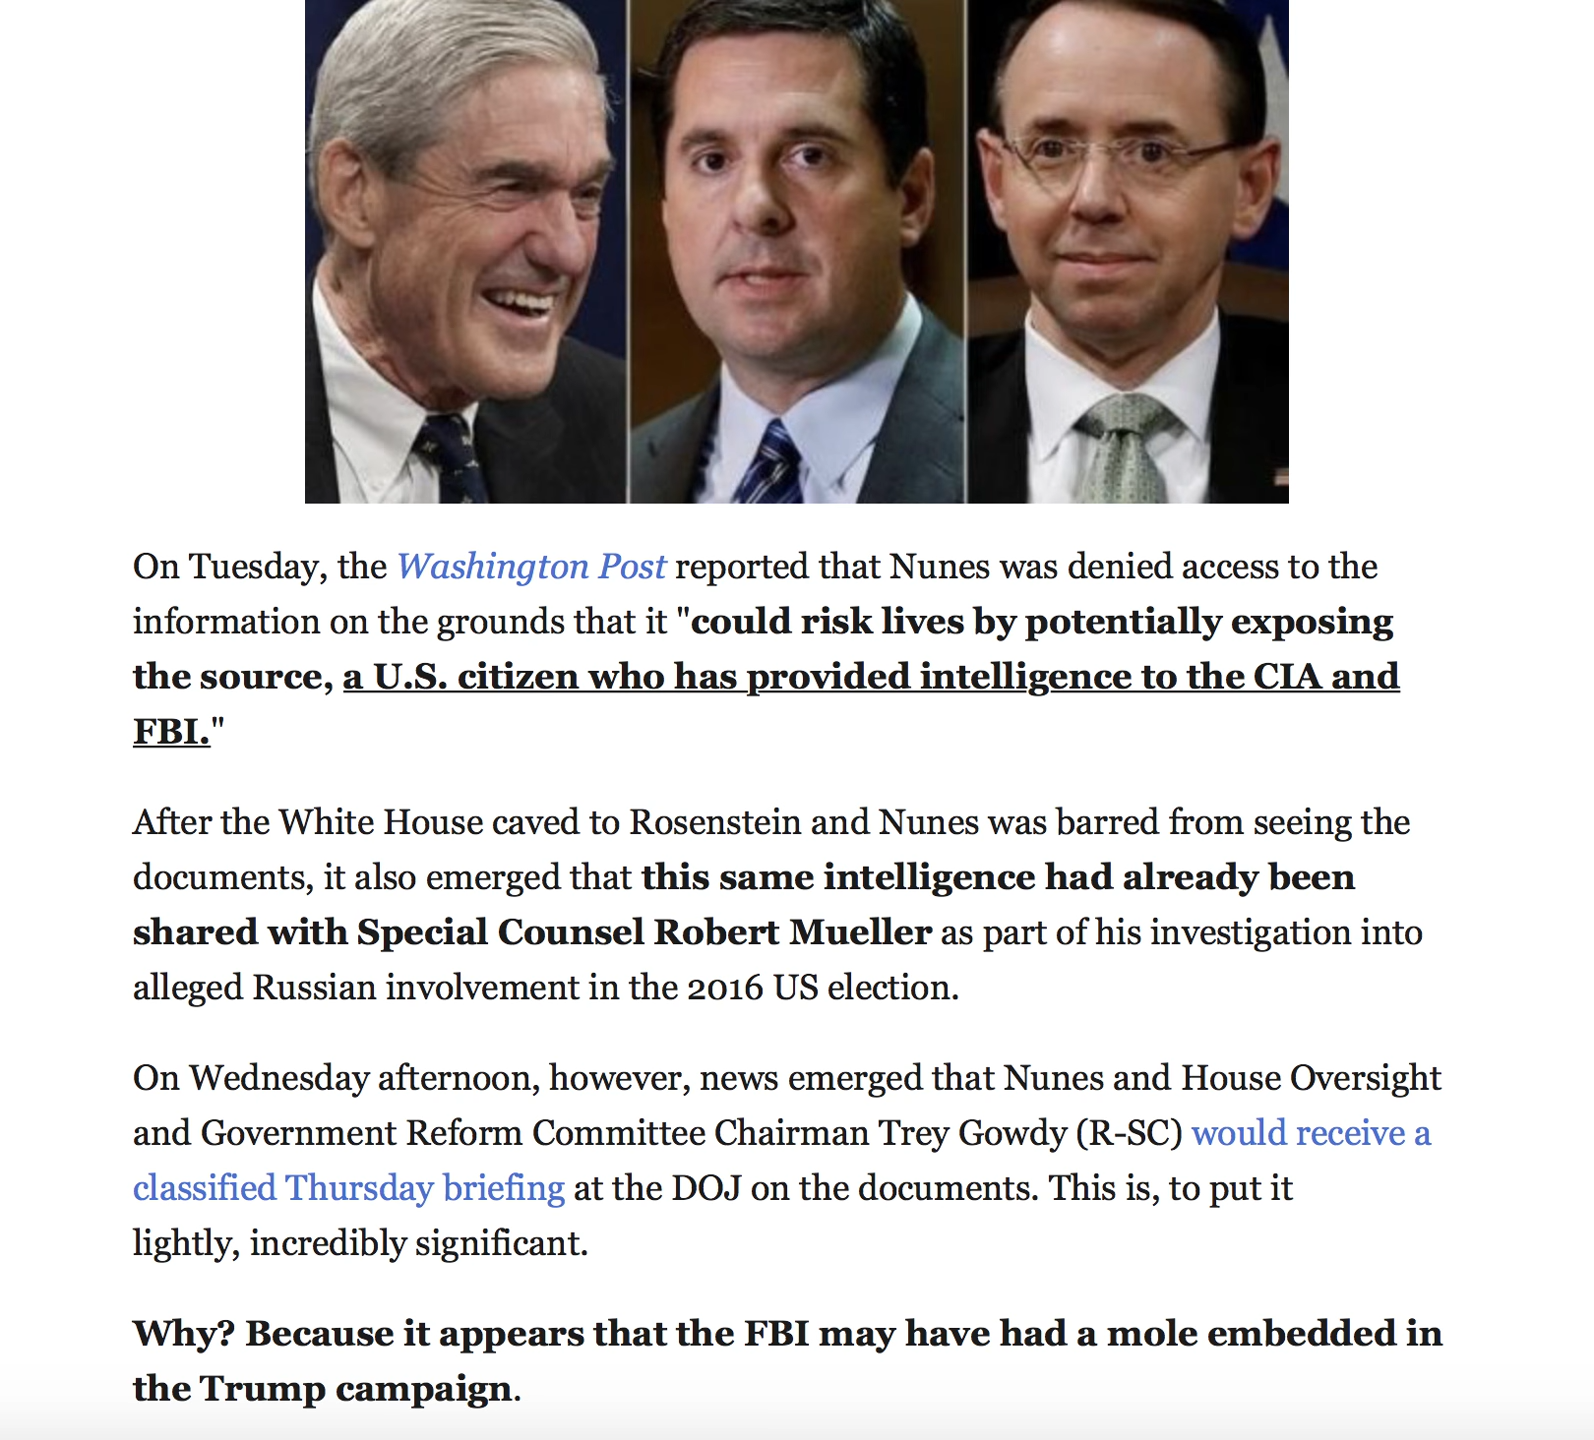 On Tuesday, the Washington Post reported that Nunes was denied access to the
information on the grounds that it "could risk lives by potentially exposing
the source, a U.S. citizen who has provided intelligence to the CIA and
FBI."
After the White House caved to Rosenstein and Nunes was barred from seeing the
documents, it also emerged that this same intelligence had already been
shared with Special Counsel Robert Mueller as part of his investigation into
alleged Russian involvement in the 2016 US election.
On Wednesday afternoon, however, news emerged that Nunes and House Oversight
and Government Reform Committee Chairman Trey Gowdy (R-SC) would receive a
classified Thursday briefing at the DOJ on the documents. This is, to put it
lightly, incredibly significant.
Why? Because it appears that the FBI may have had a mole embedded in
the Trump campaign.